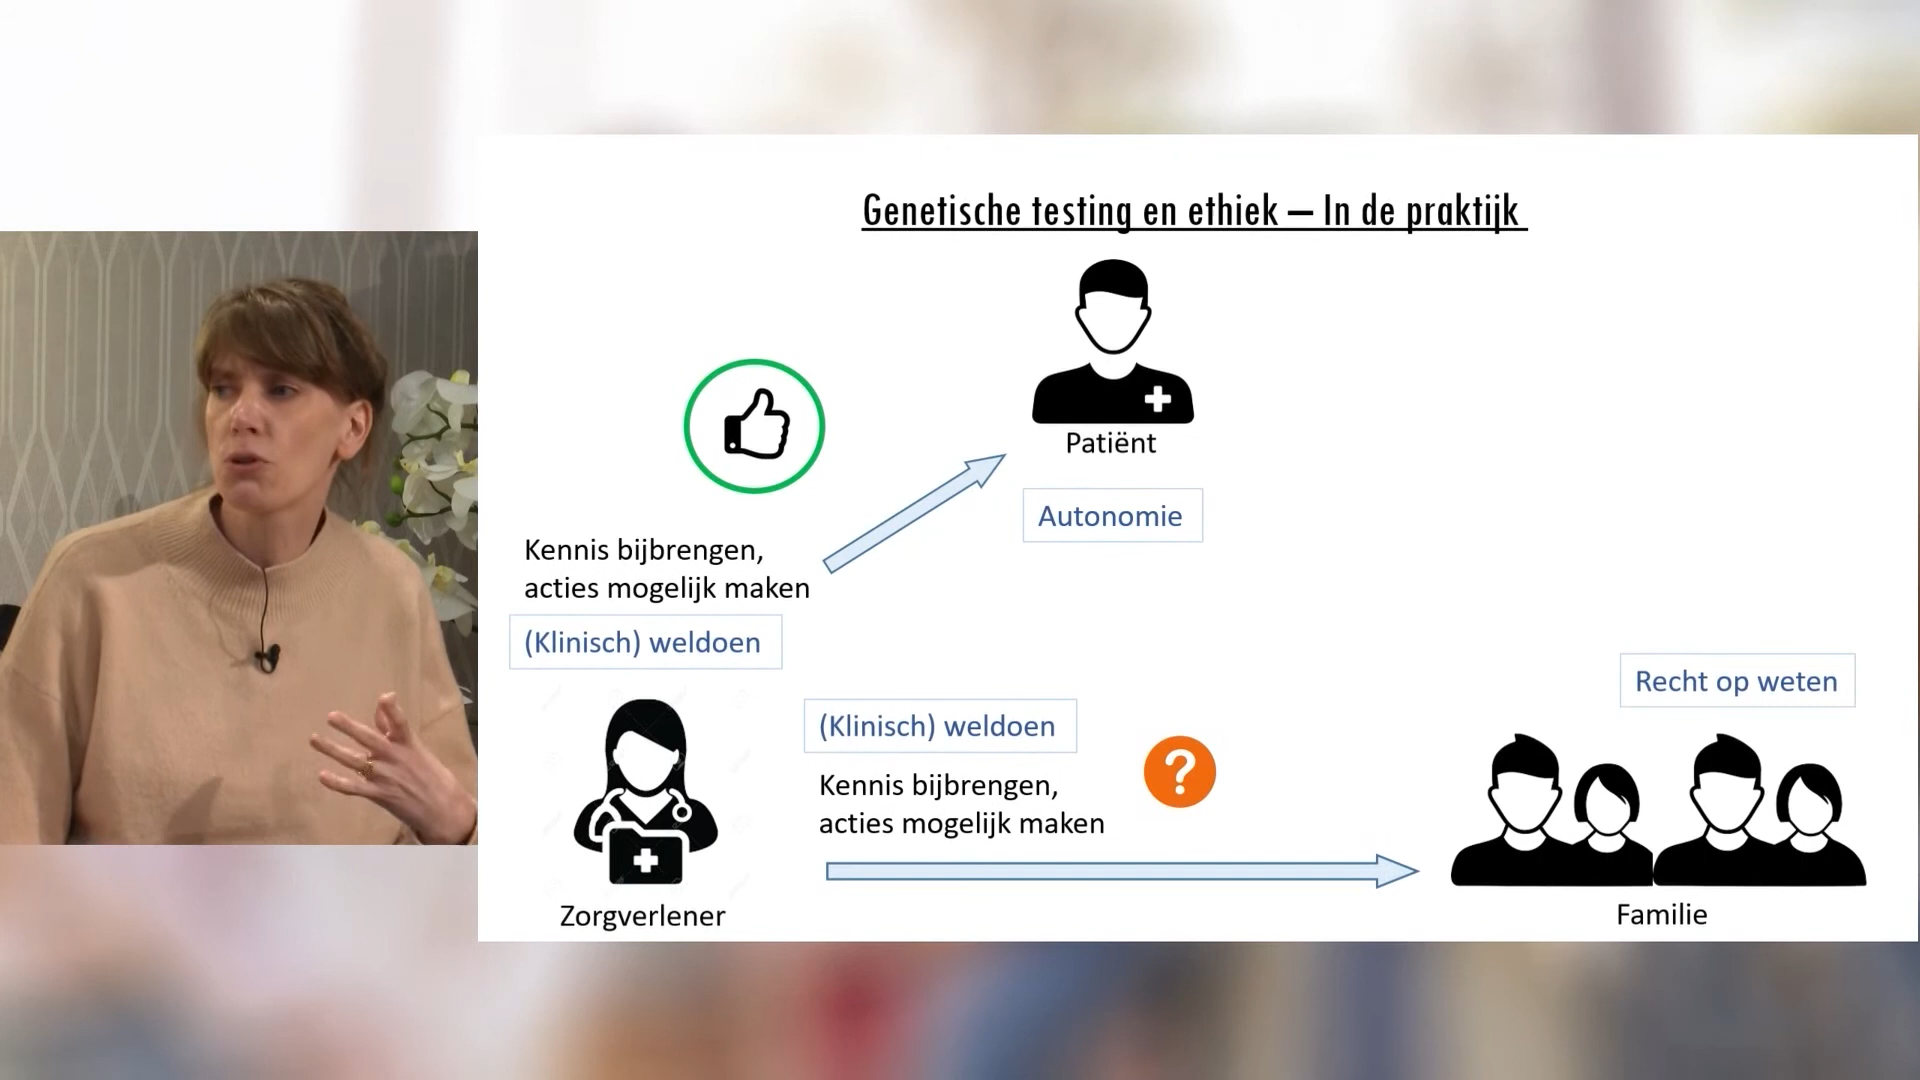 Genetische testing en ethiek – In de praktijk
Patiënt
Autonomie
Kennis bijbrengen,
acties mogelijk maken
(Klinisch) weldoen
(Klinisch) weldoen
Kennis bijbrengen,
acties mogelijk maken
Recht op weten
Zorgverlener
Familie